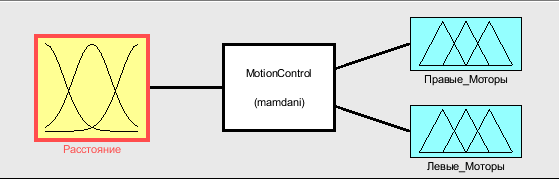 MotionControl
(mamdani)
Расстояние
Правые_Моторы
Левые_Моторы